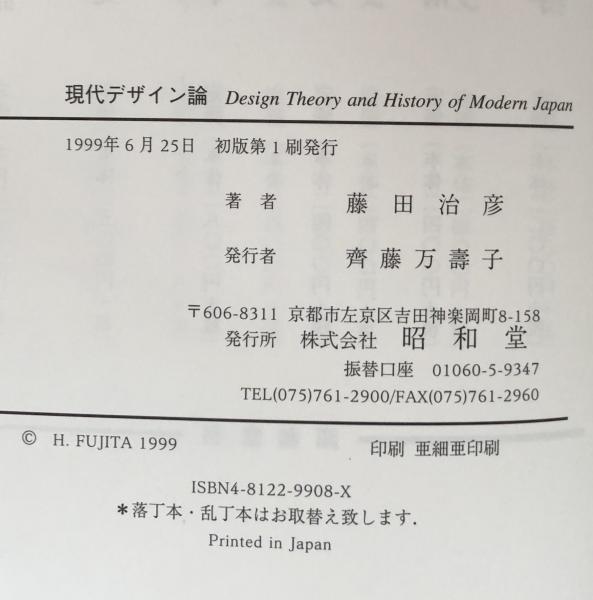 現代デザイン論 Design Theory and History of Modern Japan
1999年6月25日 初版第1刷発行
著者 藤田治彦
発行者 齊藤万壽子
〒606-8311 京都市左京区吉田神楽岡町8-158
発行所 株式会社 昭和堂
振替口座 01060-5-9347
TEL(075)761-2900/FAX(075)761-2960
© H. FUJITA 1999 印刷 亜細亜印刷
ISBN4-8122-9908-X
*落丁本・乱丁本はお取替え致します.
Printed in Japan